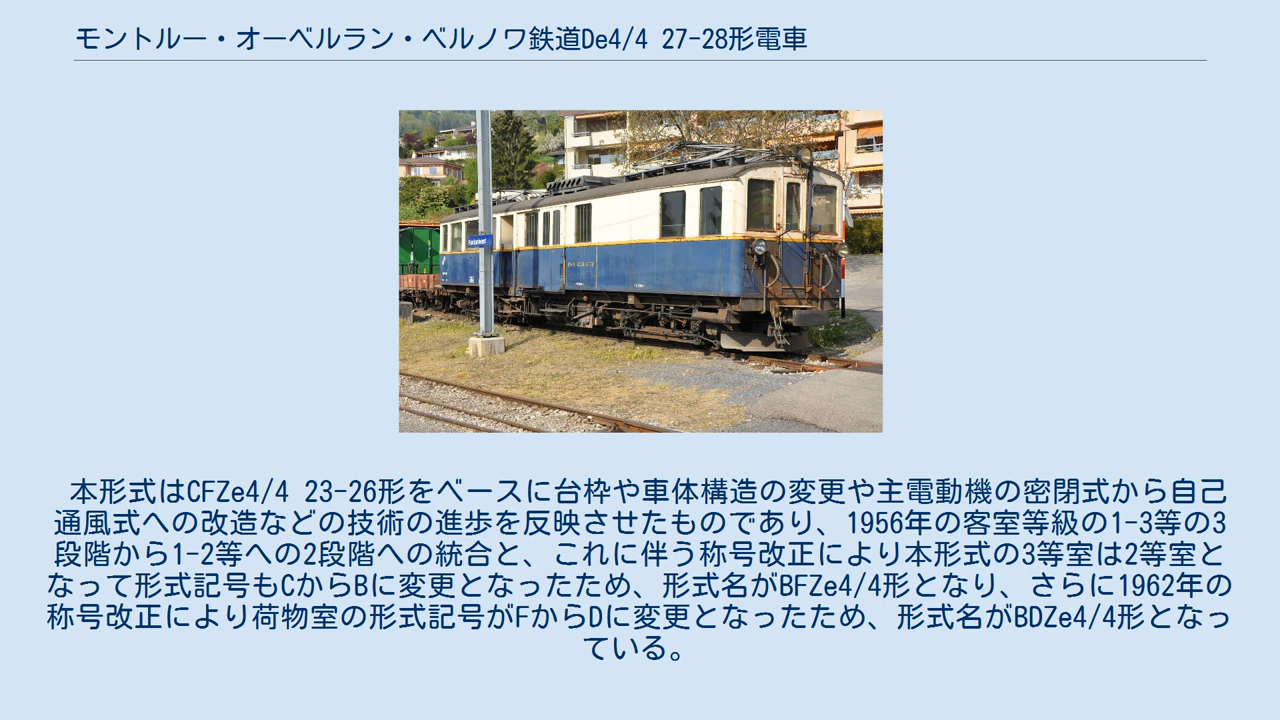 モントルー・オーベルラン・ベルノワ鉄道De4/4 27-28形電車
MOB
本形式はCFZe4/4 23-26形をベースに台枠や車体構造の変更や主電動機の密閉式から自己
通風式への改造などの技術の進歩を反映させたものであり、1956年の客室等級の1-3等の3
段階から1-2等への2段階への統合と、これに伴う称号改正により本形式の3等室は2等室と
なって形式記号もCからBに変更となったため、形式名がBFZe4/4形となり、さらに1962年の
称号改正により荷物室の形式記号がFからDに変更となったため、形式名がBDZe4/4形となっ
ている。